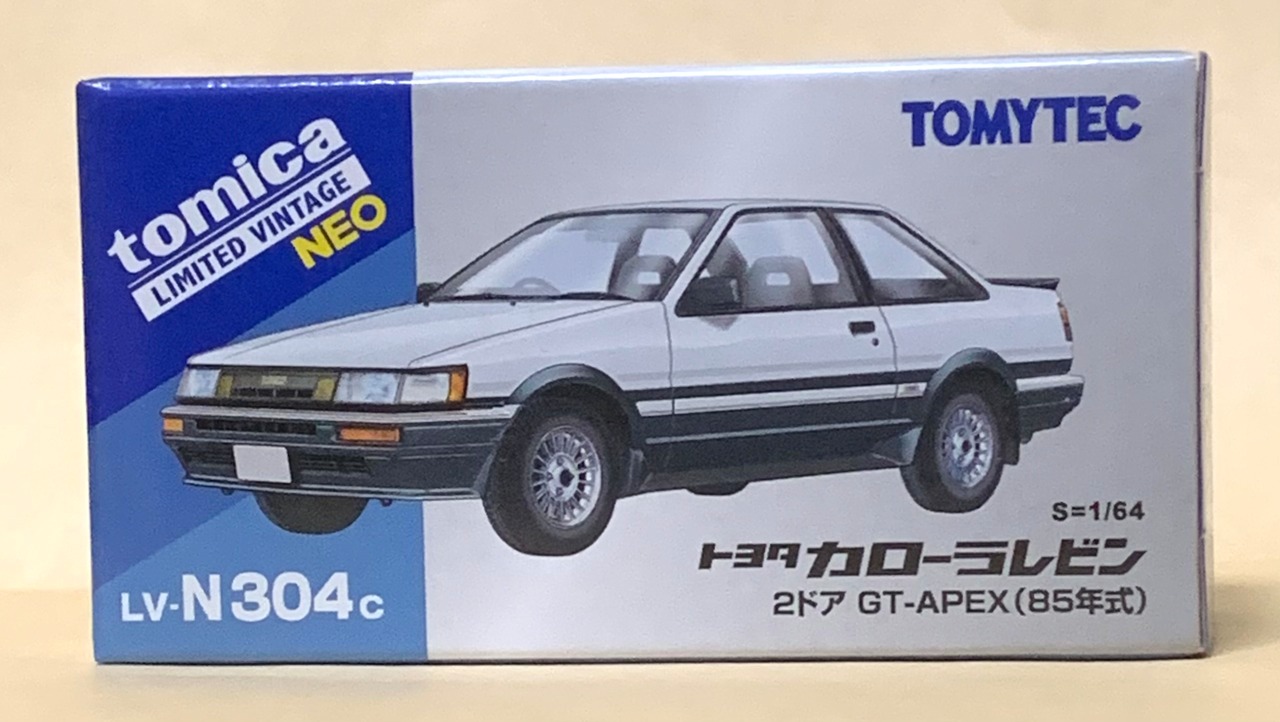 tomica
LIMITED VINTAGE
NEO
TOMYTEC
S=1/64
トヨタ カローラレビン
2ドア GT-APEX(85年式)
LV-N304c